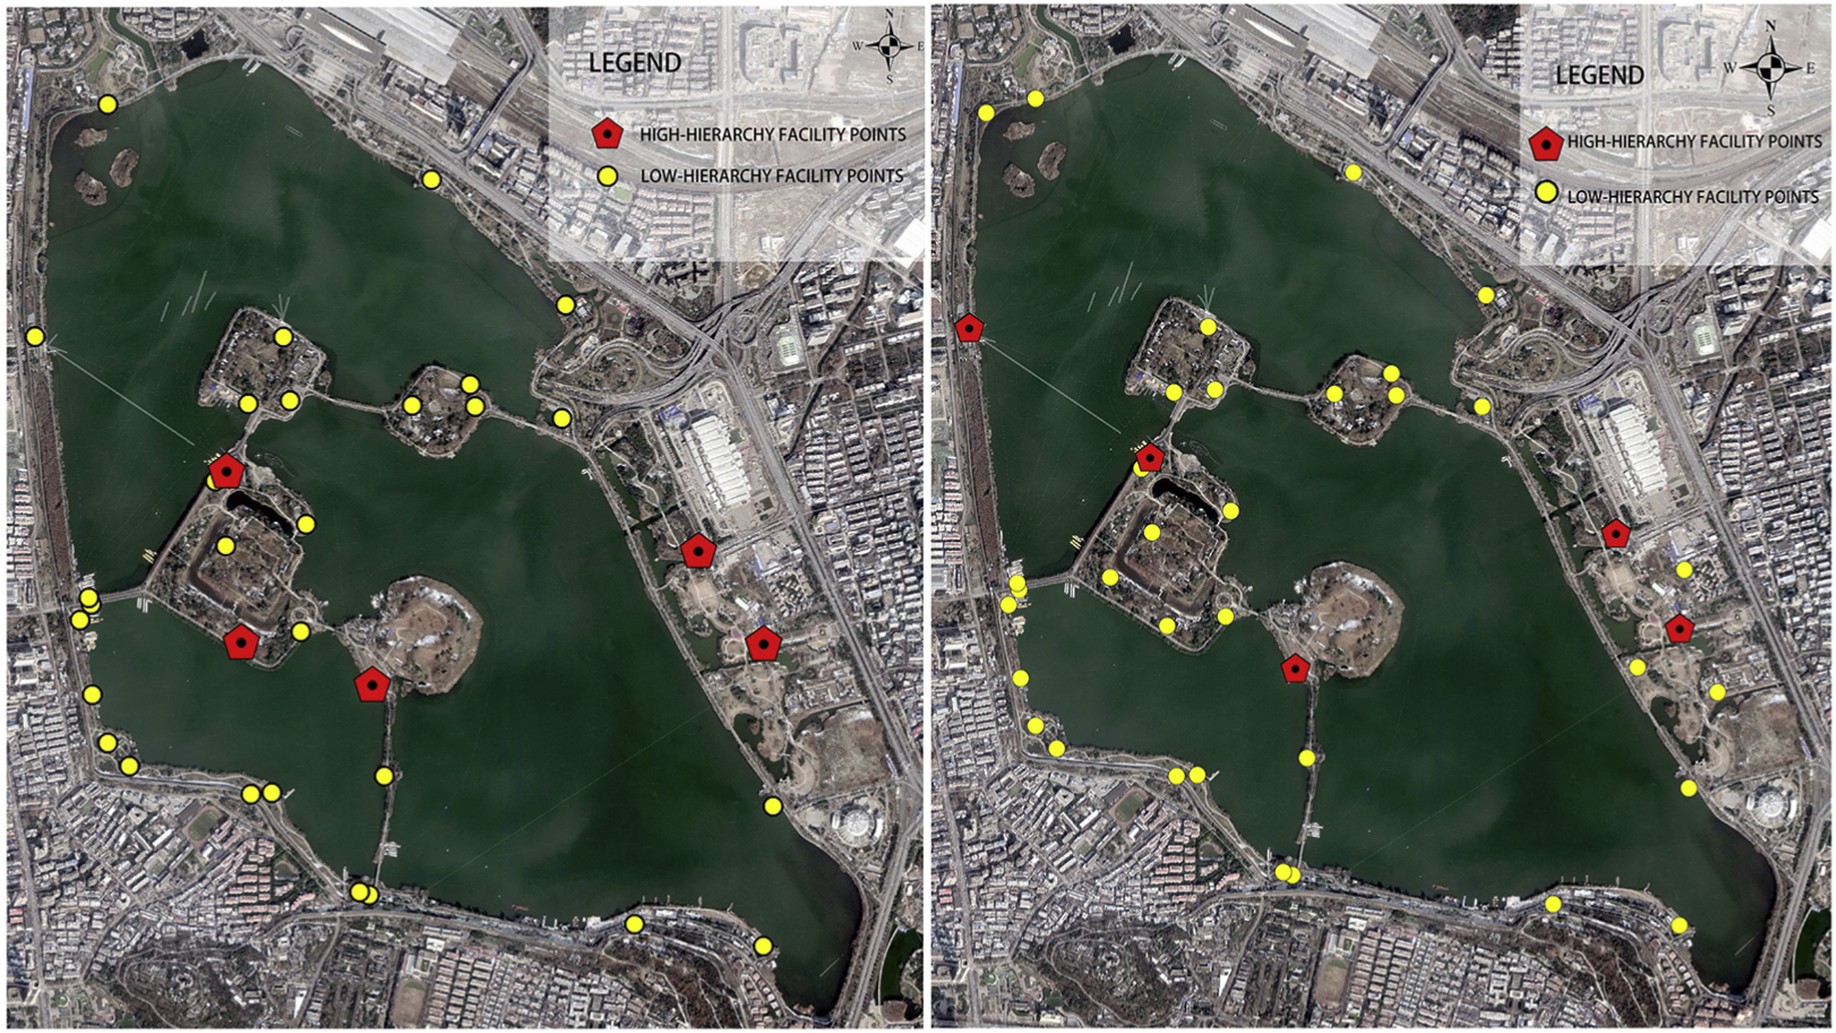 N
W E
S
LEGEND
HIGH-HIERARCHY FACILITY POINTS
LOW-HIERARCHY FACILITY POINTS
N
W E
S
LEGEND
HIGH-HIERARCHY FACILITY POINTS
LOW-HIERARCHY FACILITY POINTS